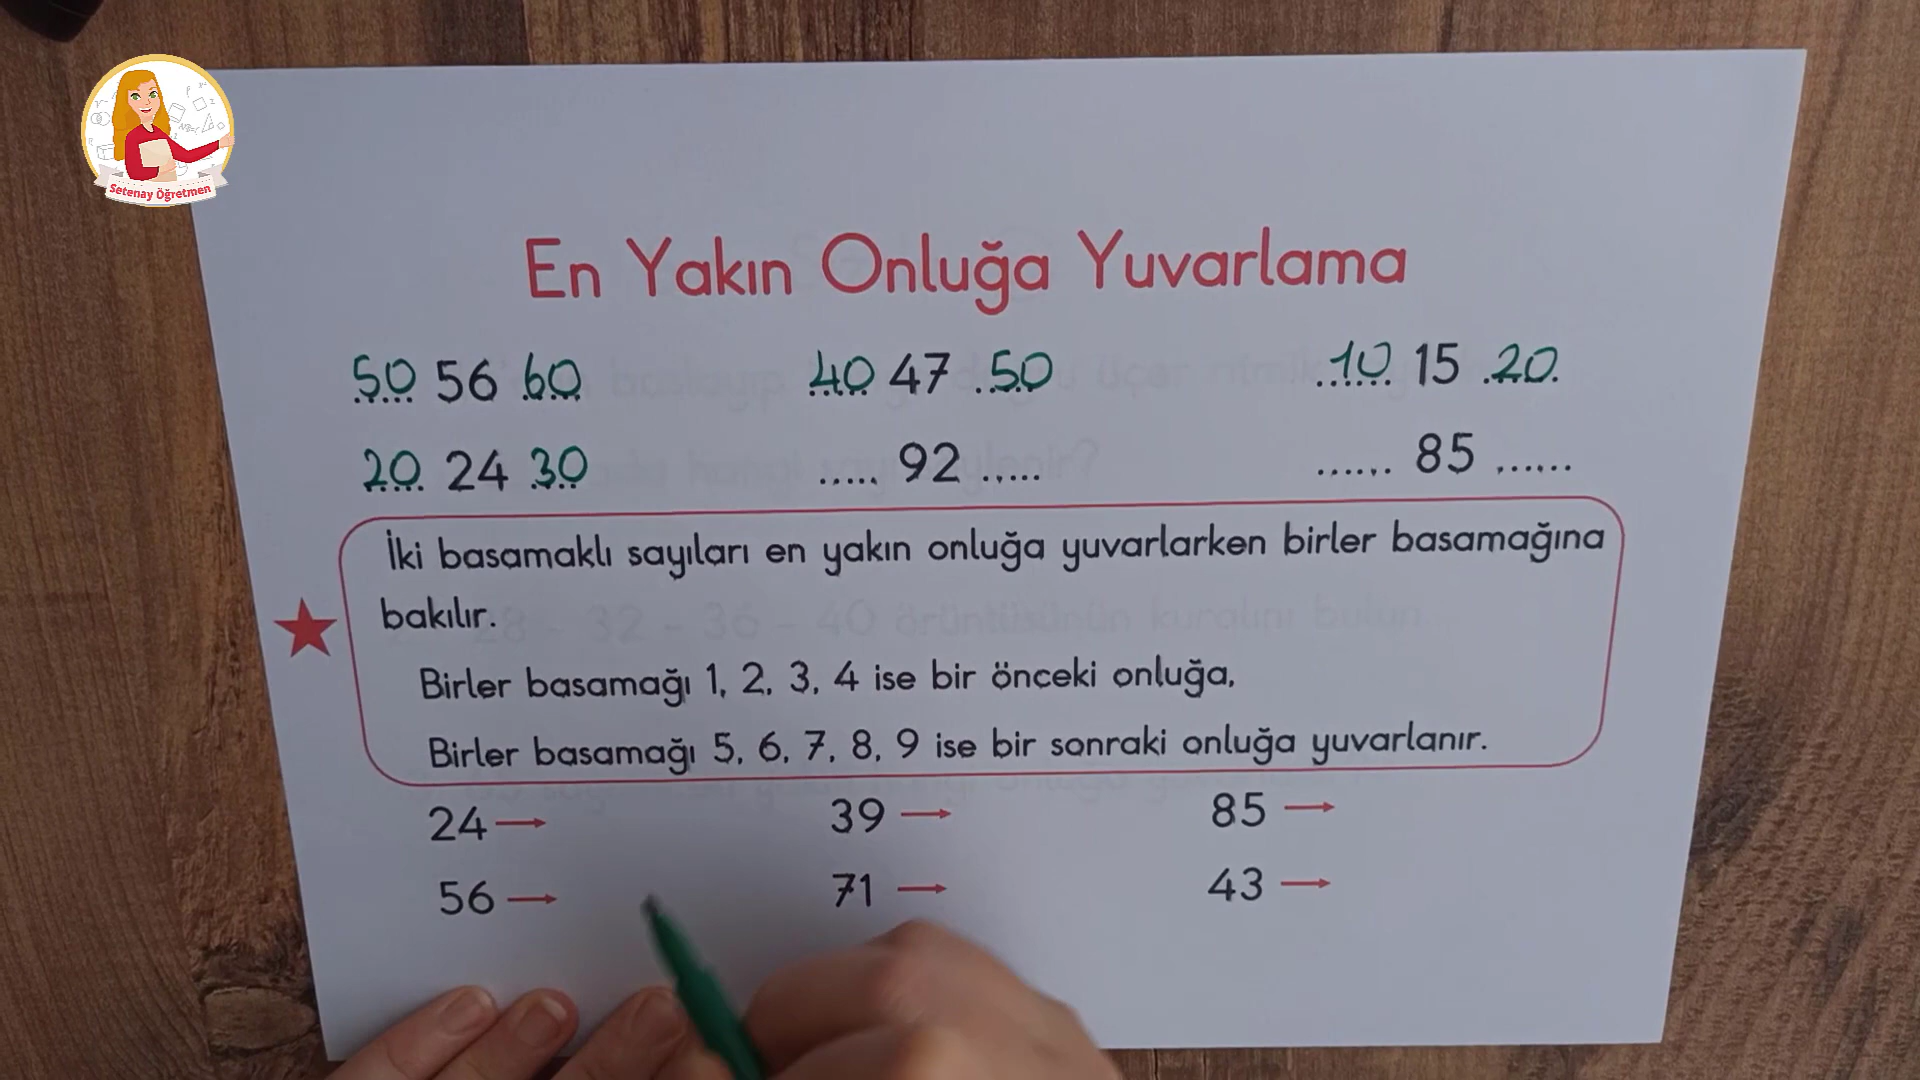 Setenay Öğretmen
En Yakın Onluğa Yuvarlama
50 56 60 40 47 50 10 15 20
20 24 30 ..... 92 ..... ...... 85 ......
İki basamaklı sayıları en yakın onluğa yuvarlarken birler basamağına
bakılır.
Birler basamağı 1, 2, 3, 4 ise bir önceki onluğa,
Birler basamağı 5, 6, 7, 8, 9 ise bir sonraki onluğa yuvarlanır.
24 → 39 → 85 →
56 → 71 → 43 →